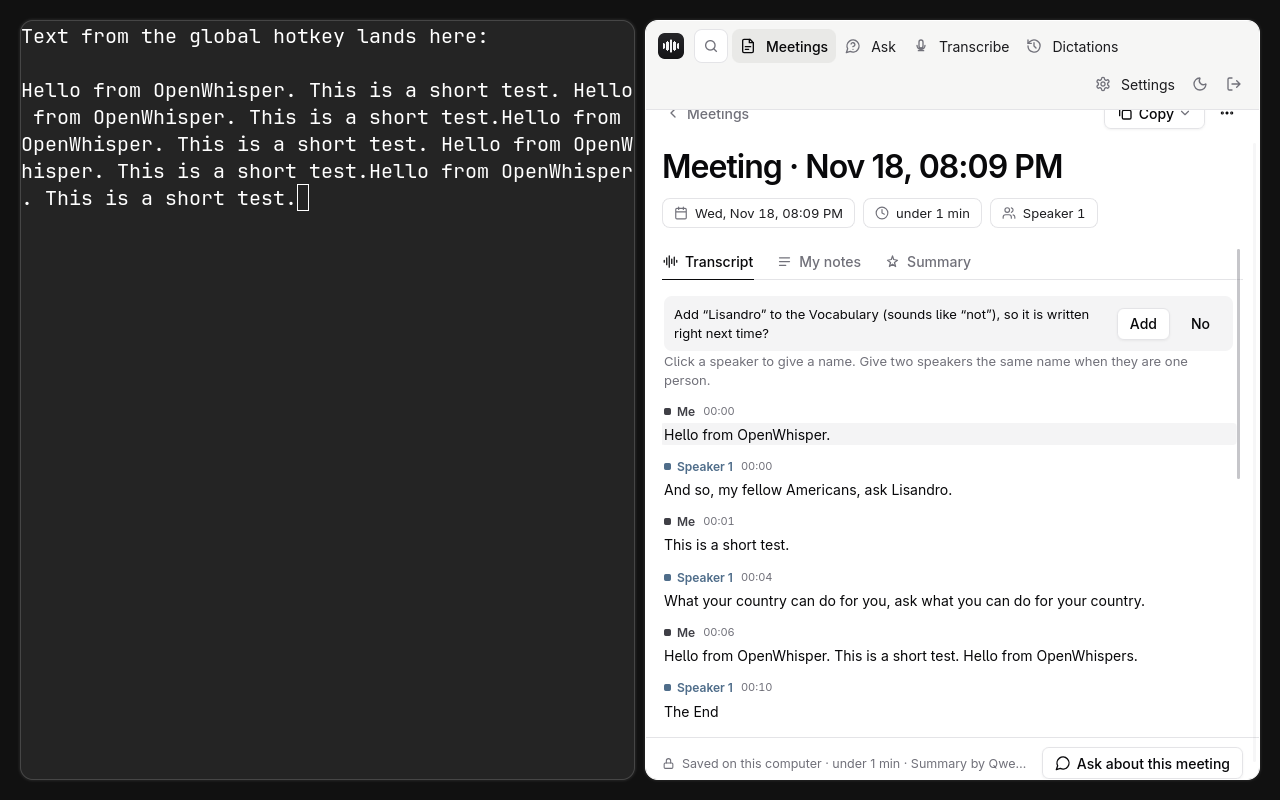 Text from the global hotkey lands here:
Hello from OpenWhisper. This is a short test. Hello
 from OpenWhisper. This is a short test.Hello from
OpenWhisper. This is a short test. Hello from OpenW
hisper. This is a short test.Hello from OpenWhisper
. This is a short test.
Meetings
Ask
Transcribe
Dictations
Settings
Meetings
Copy
Meeting · Nov 18, 08:09 PM
Wed, Nov 18, 08:09 PM
under 1 min
Speaker 1
Transcript
My notes
Summary
Add “Lisandro” to the Vocabulary (sounds like “not”), so it is written
right next time?
Add
No
Click a speaker to give a name. Give two speakers the same name when they are one
person.
Me 00:00
Hello from OpenWhisper.
Speaker 1 00:00
And so, my fellow Americans, ask Lisandro.
Me 00:01
This is a short test.
Speaker 1 00:04
What your country can do for you, ask what you can do for your country.
Me 00:06
Hello from OpenWhisper. This is a short test. Hello from OpenWhispers.
Speaker 1 00:10
The End
Saved on this computer · under 1 min · Summary by Qwe...
Ask about this meeting